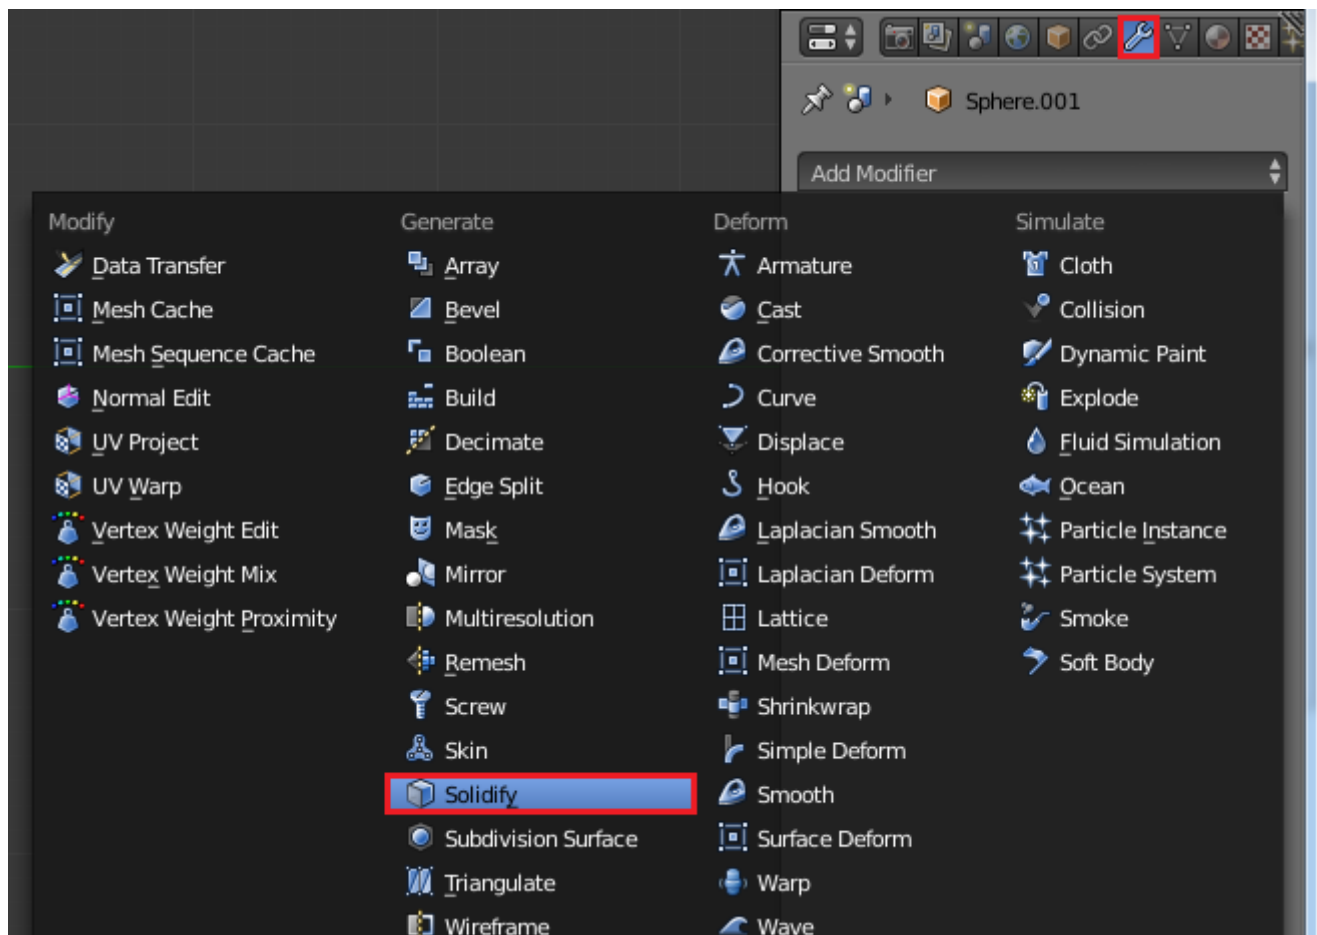 Sphere.001
Add Modifier
Modify
Data Transfer
Mesh Cache
Mesh Sequence Cache
Normal Edit
UV Project
UV Warp
Vertex Weight Edit
Vertex Weight Mix
Vertex Weight Proximity
Generate
Array
Bevel
Boolean
Build
Decimate
Edge Split
Mask
Mirror
Multiresolution
Remesh
Screw
Skin
Solidify
Subdivision Surface
Triangulate
Wireframe
Deform
Armature
Cast
Corrective Smooth
Curve
Displace
Hook
Laplacian Smooth
Laplacian Deform
Lattice
Mesh Deform
Shrinkwrap
Simple Deform
Smooth
Surface Deform
Warp
Wave
Simulate
Cloth
Collision
Dynamic Paint
Explode
Fluid Simulation
Ocean
Particle Instance
Particle System
Smoke
Soft Body